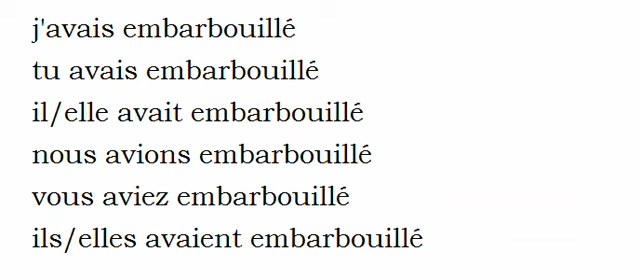 j'avais embarbouillé
tu avais embarbouillé
il/elle avait embarbouillé
nous avions embarbouillé
vous aviez embarbouillé
ils/elles avaient embarbouillé